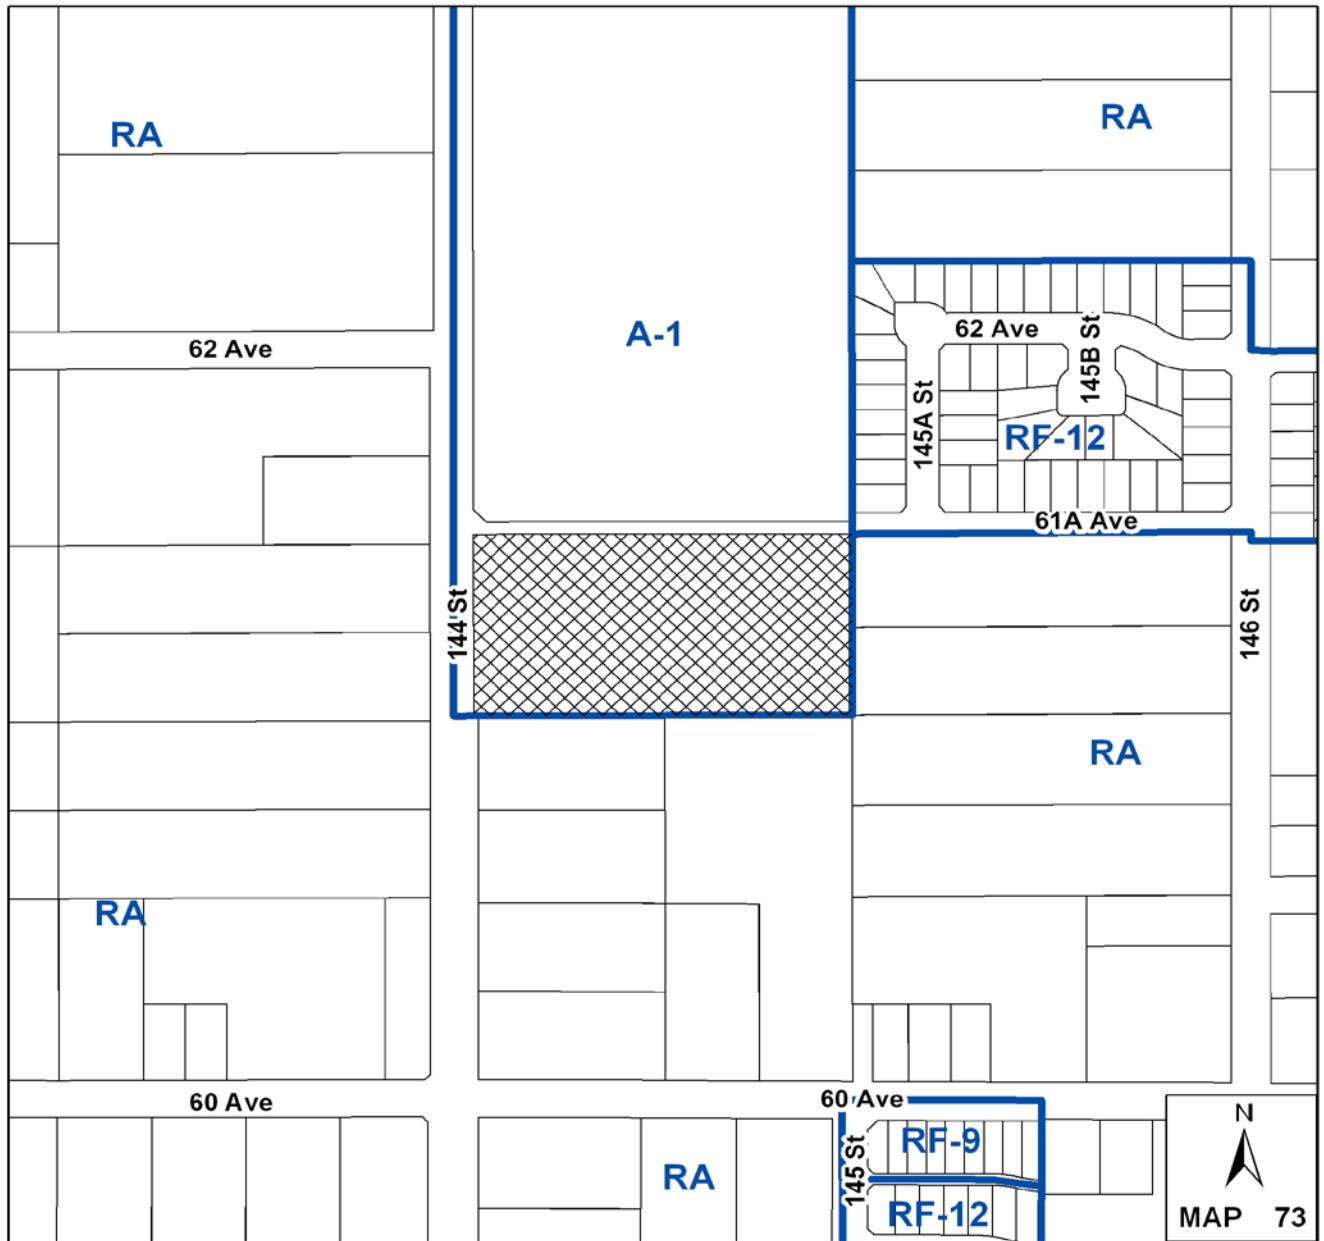 RA
RA
A-1
62 Ave
62 Ave
145B St
145A St
RF-12
61A Ave
144 St
146 St
RA
RA
60 Ave
60 Ave
RF-9
145 St
RA
RF-12
N
MAP 73